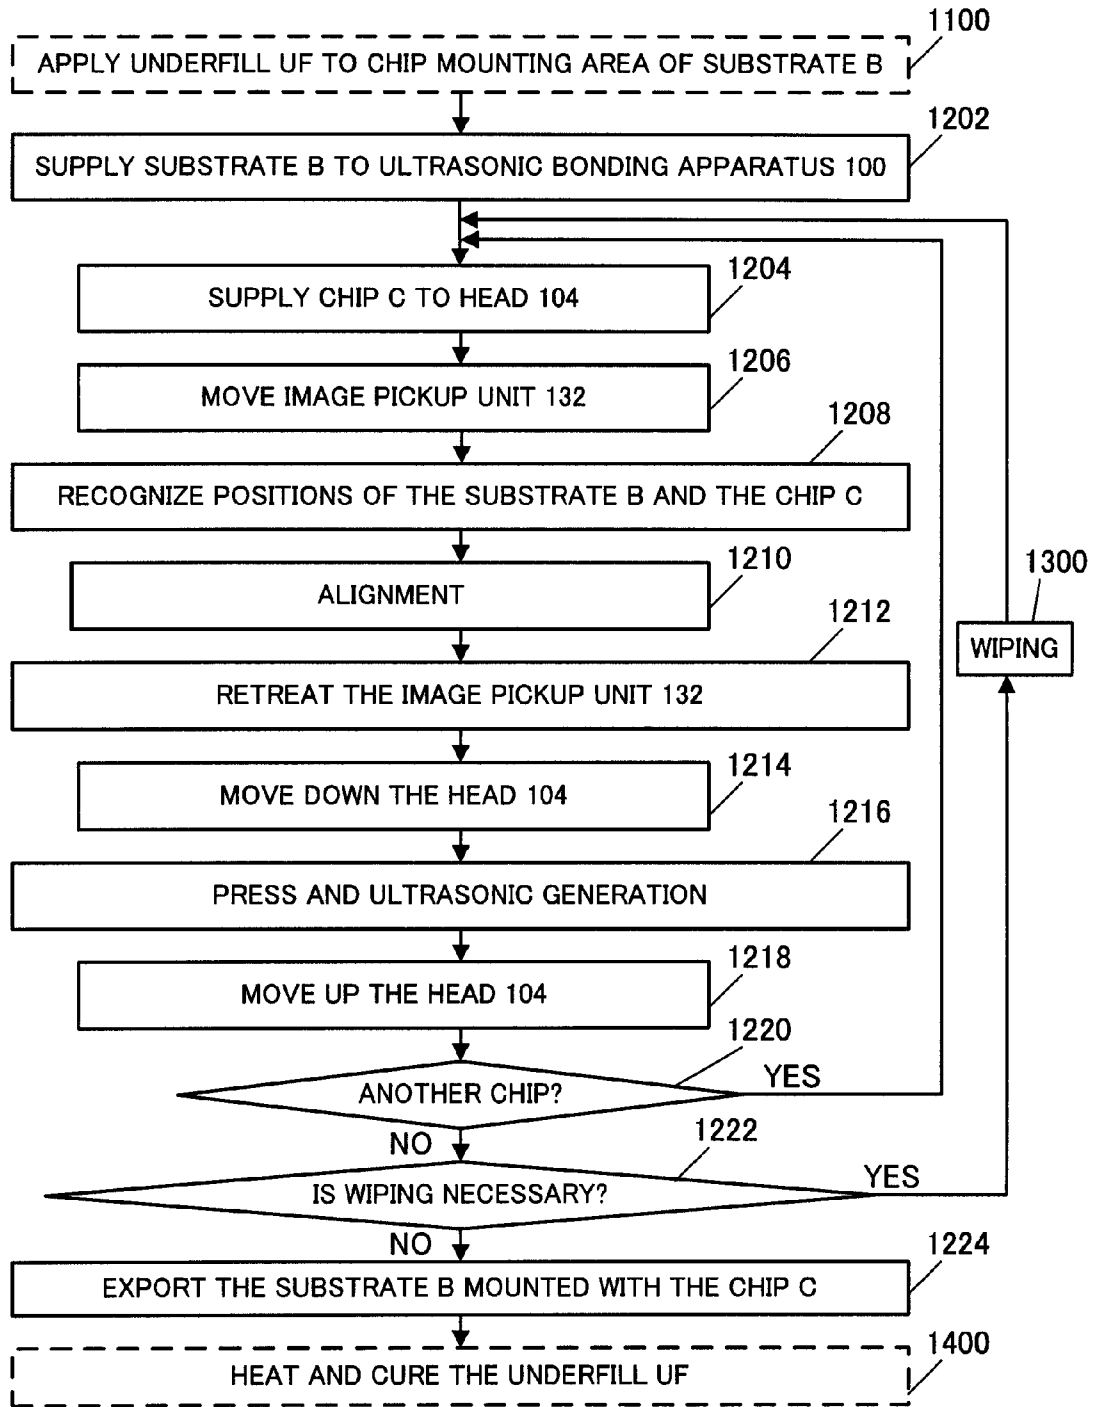 1100
APPLY UNDERFILL UF TO CHIP MOUNTING AREA OF SUBSTRATE B
1202
SUPPLY SUBSTRATE B TO ULTRASONIC BONDING APPARATUS 100
1204
SUPPLY CHIP C TO HEAD 104
1206
MOVE IMAGE PICKUP UNIT 132
1208
RECOGNIZE POSITIONS OF THE SUBSTRATE B AND THE CHIP C
1210
ALIGNMENT
1300
WIPING
1212
RETREAT THE IMAGE PICKUP UNIT 132
1214
MOVE DOWN THE HEAD 104
1216
PRESS AND ULTRASONIC GENERATION
1218
MOVE UP THE HEAD 104
1220
ANOTHER CHIP?
YES
NO
1222
IS WIPING NECESSARY?
YES
NO
1224
EXPORT THE SUBSTRATE B MOUNTED WITH THE CHIP C
1400
HEAT AND CURE THE UNDERFILL UF